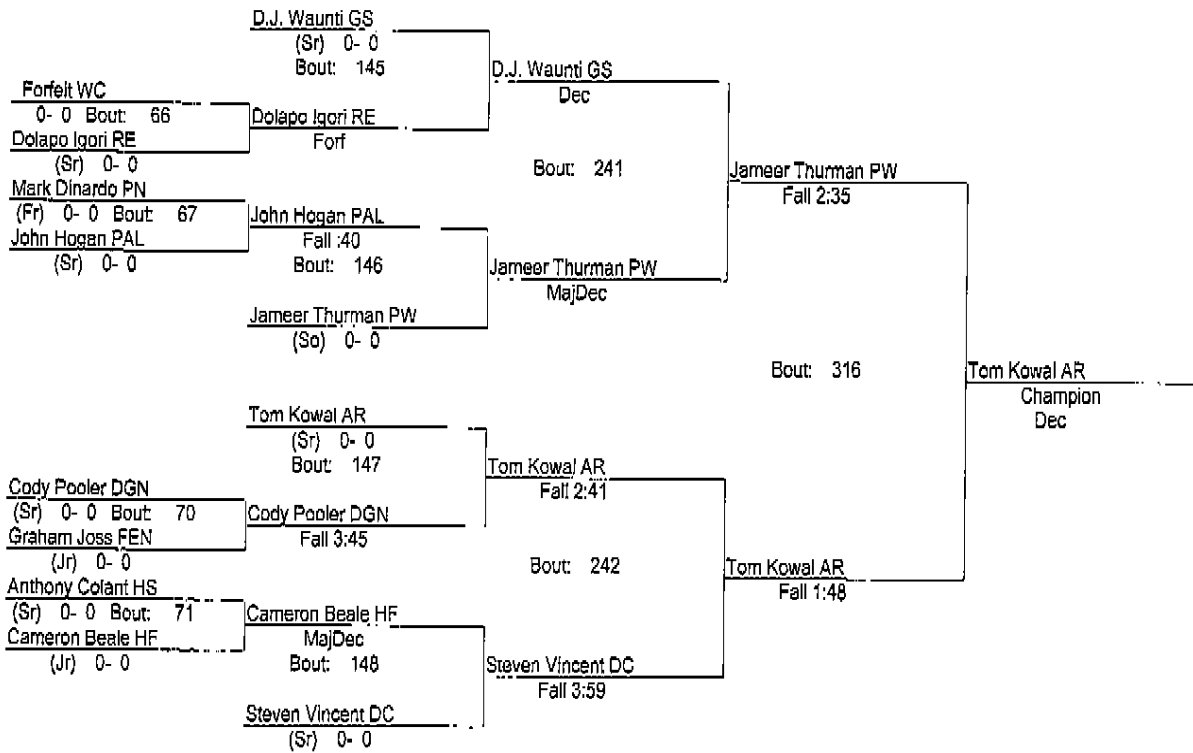 D.J. Waunti GS
(Sr) 0- 0
Bout: 145
D.J. Waunti GS
Dec
Forfeit WC
0- 0 Bout: 66
Dolapo Igori RE
Forf
Dolapo Igori RE
(Sr) 0- 0
Bout: 241
Jameer Thurman PW
Fall 2:35
Mark Dinardo PN
(Fr) 0- 0 Bout: 67
John Hogan PAL
Fall :40
Bout: 146
John Hogan PAL
(Sr) 0- 0
Jameer Thurman PW
MajDec
Jameer Thurman PW
(So) 0- 0
Bout: 316
Tom Kowal AR
Champion
Dec
Tom Kowal AR
(Sr) 0- 0
Bout: 147
Tom Kowal AR
Fall 2:41
Cody Pooler DGN
(Sr) 0- 0 Bout: 70
Cody Pooler DGN
Fall 3:45
Graham Joss FEN
(Jr) 0- 0
Bout: 242
Tom Kowal AR
Fall 1:48
Anthony Colant HS
(Sr) 0- 0 Bout: 71
Cameron Beale HF
MajDec
Bout: 148
Cameron Beale HF
(Jr) 0- 0
Steven Vincent DC
Fall 3:59
Steven Vincent DC
(Sr) 0- 0